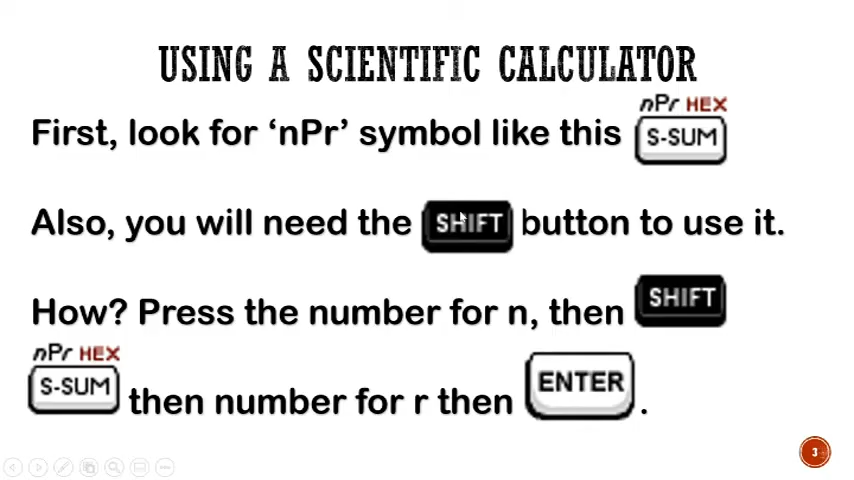 USING A SCIENTIFIC CALCULATOR
nPr HEX
First, look for ‘nPr’ symbol like this S-SUM
Also, you will need the SHIFT button to use it.
How? Press the number for n, then SHIFT
nPr HEX
S-SUM then number for r then ENTER .
3